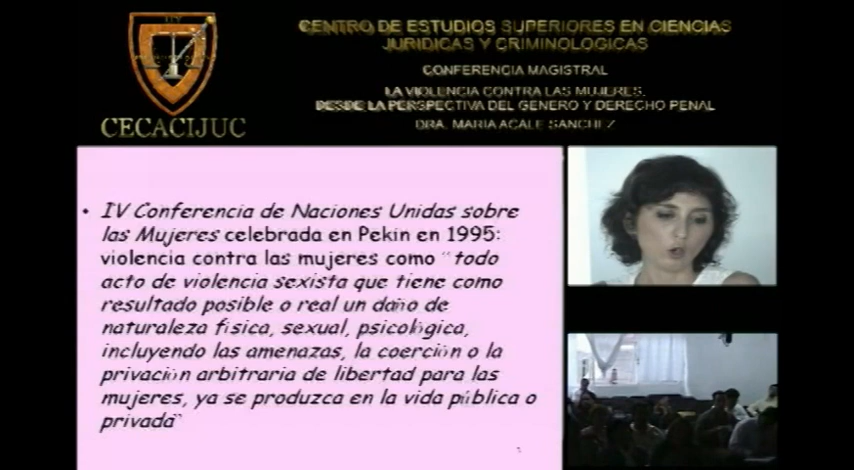 CENTRO DE ESTUDIOS SUPERIORES EN CIENCIAS
JURIDICAS Y CRIMINOLOGICAS
CONFERENCIA MAGISTRAL
LA VIOLENCIA CONTRA LAS MUJERES.
DESDE LA PERSPECTIVA DEL GENERO Y DERECHO PENAL
DRA. MARIA ACALE SANCHEZ
CECACIJUC
• IV Conferencia de Naciones Unidas sobre
las Mujeres celebrada en Pekín en 1995:
violencia contra las mujeres como "todo
acto de violencia sexista que tiene como
resultado posible o real un daño de
naturaleza física, sexual, psicológica,
incluyendo las amenazas, la coerción o la
privación arbitraria de libertad para las
mujeres, ya se produzca en la vida pública o
privada"